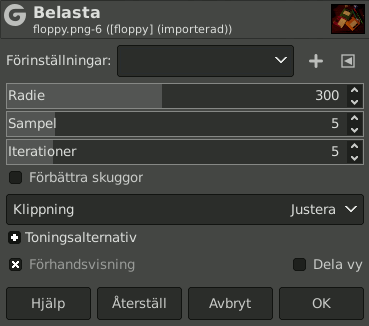 Belasta
floppy.png-6 ([floppy] (importerad))
Förinställningar:
Radie 300
Sampel 5
Iterationer 5
Förbättra skuggor
Klippning Justera
Toningsalternativ
Förhandsvisning Dela vy
Hjälp Återställ Avbryt OK